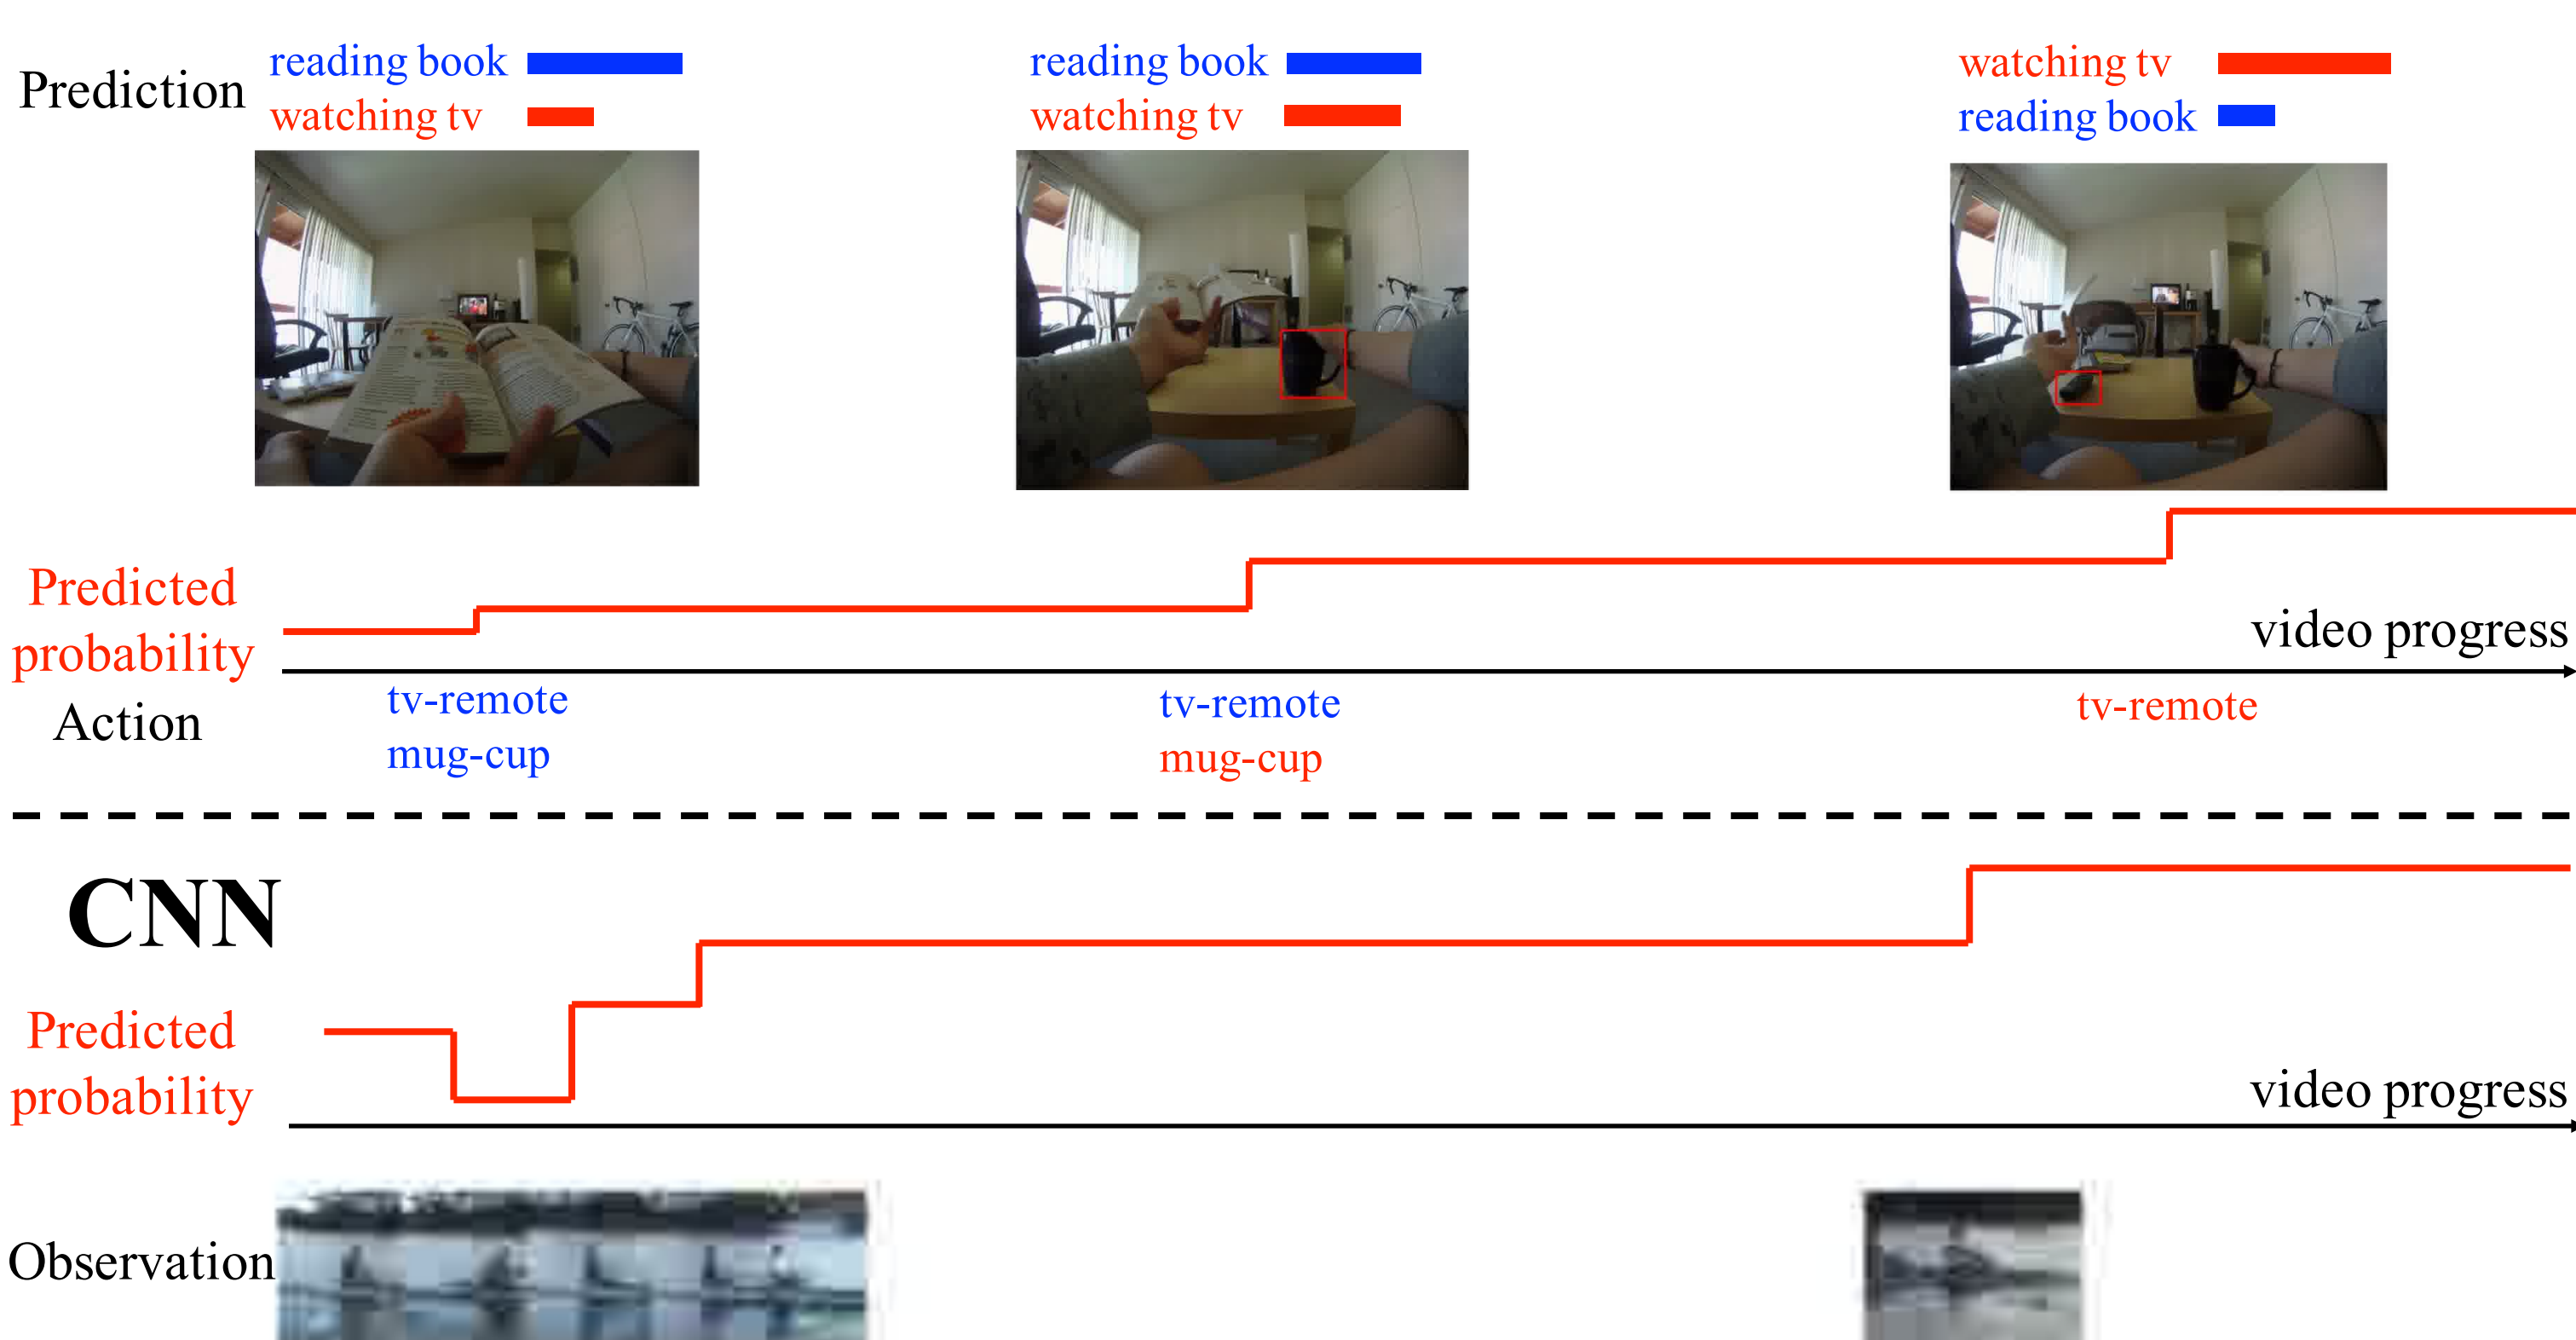 Prediction
reading book
watching tv
reading book
watching tv
watching tv
reading book
Predicted
probability
video progress
Action
tv-remote
mug-cup
tv-remote
mug-cup
tv-remote
CNN
Predicted
probability
video progress
Observation